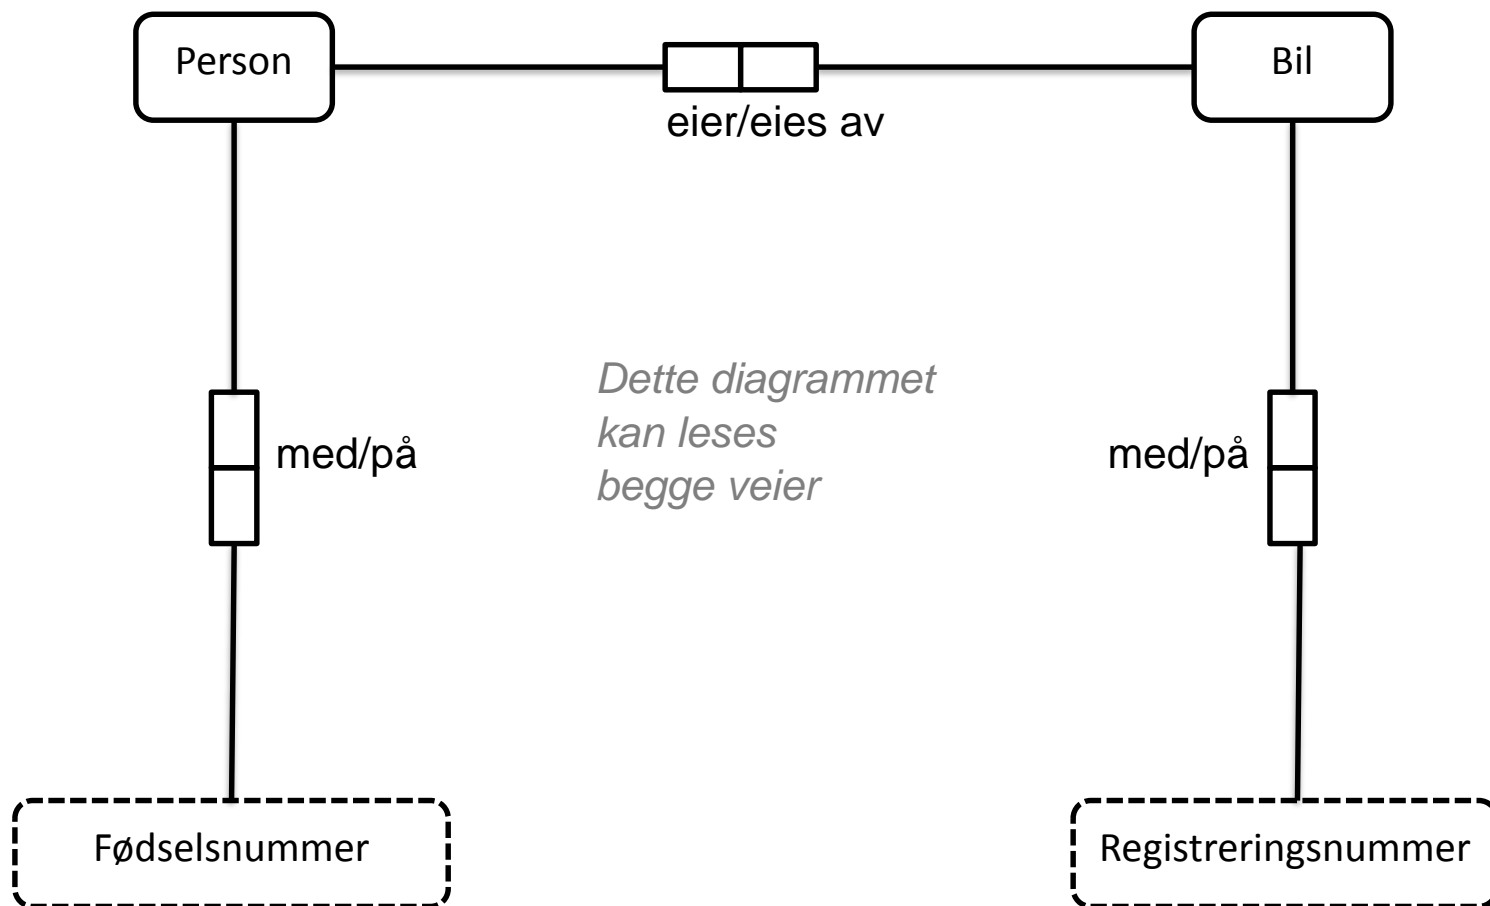 Person
Bil
eier/eies av
Dette diagrammet
kan leses
begge veier
med/på
med/på
Fødselsnummer
Registreringsnummer